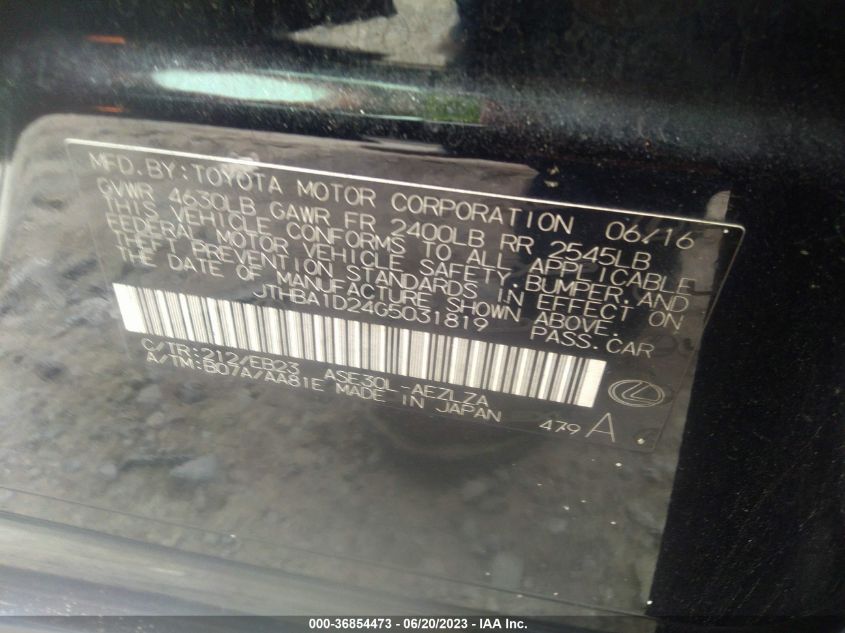 MFD.BY:TOYOTA MOTOR CORPORATION 06/16
GVWR 4630LB GAWR FR 2400LB RR 2545LB
THIS VEHICLE CONFORMS TO ALL APPLICABLE
FEDERAL MOTOR VEHICLE SAFETY,BUMPER,AND
THEFT PREVENTION STANDARDS IN EFFECT ON
THE DATE OF MANUFACTURE SHOWN ABOVE.
JTHBA1D24G5031819 PASS.CAR
C/TR:212/EB23 ASE30L-AEZLZA
A/TM:B07A/AA81E MADE IN JAPAN
479 A
000-36854473 - 06/20/2023 - IAA Inc.